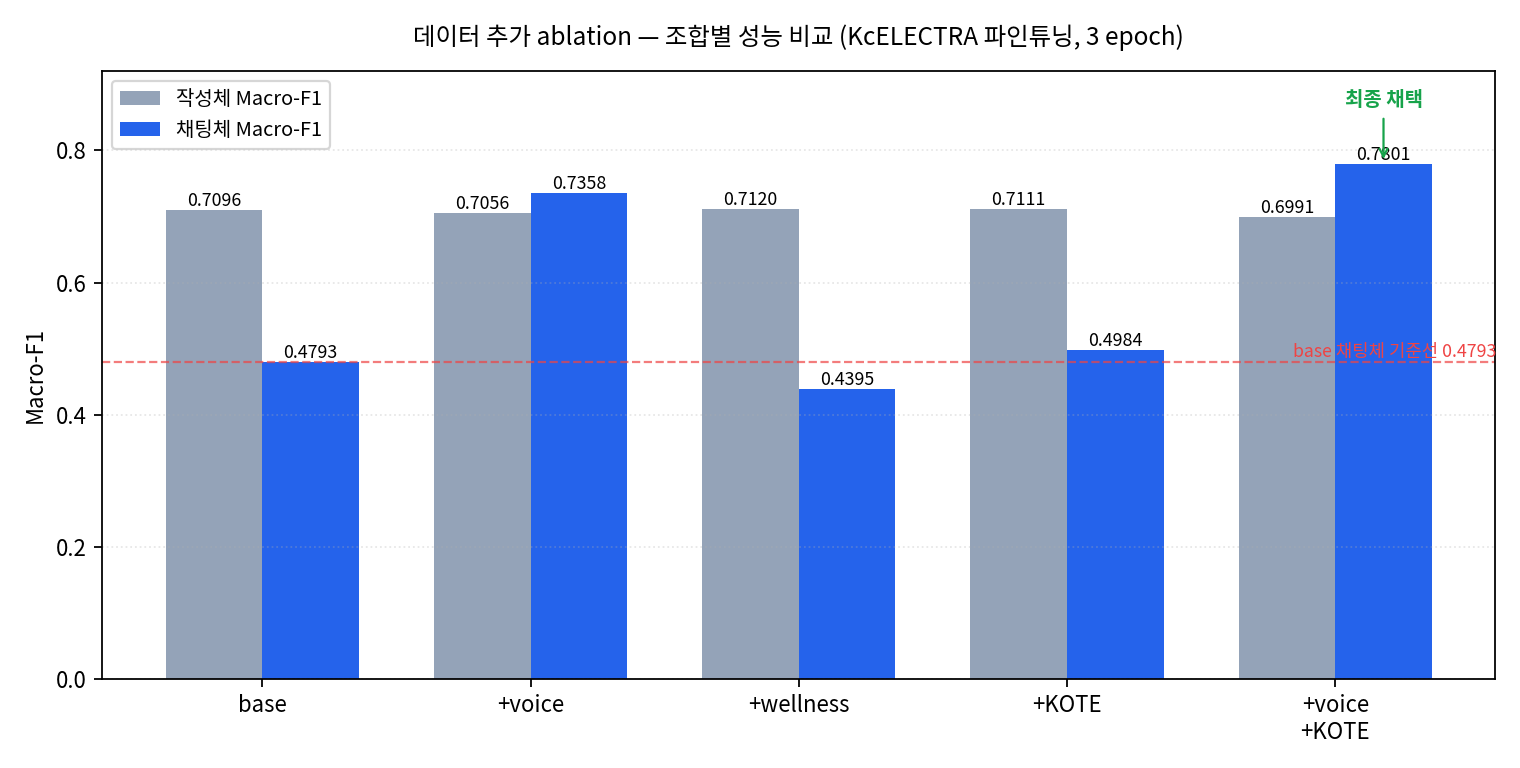 데이터 추가 ablation — 조합별 성능 비교 (KcELECTRA 파인튜닝, 3 epoch)
작성체 Macro-F1
채팅체 Macro-F1
최종 채택
Macro-F1
0.8
0.6
0.4
0.2
0.0
0.7096
0.4793
0.7056
0.7358
0.7120
0.4395
0.7111
0.4984
0.6991
0.7801
base 채팅체 기준선 0.4793
base
+voice
+wellness
+KOTE
+voice
+KOTE